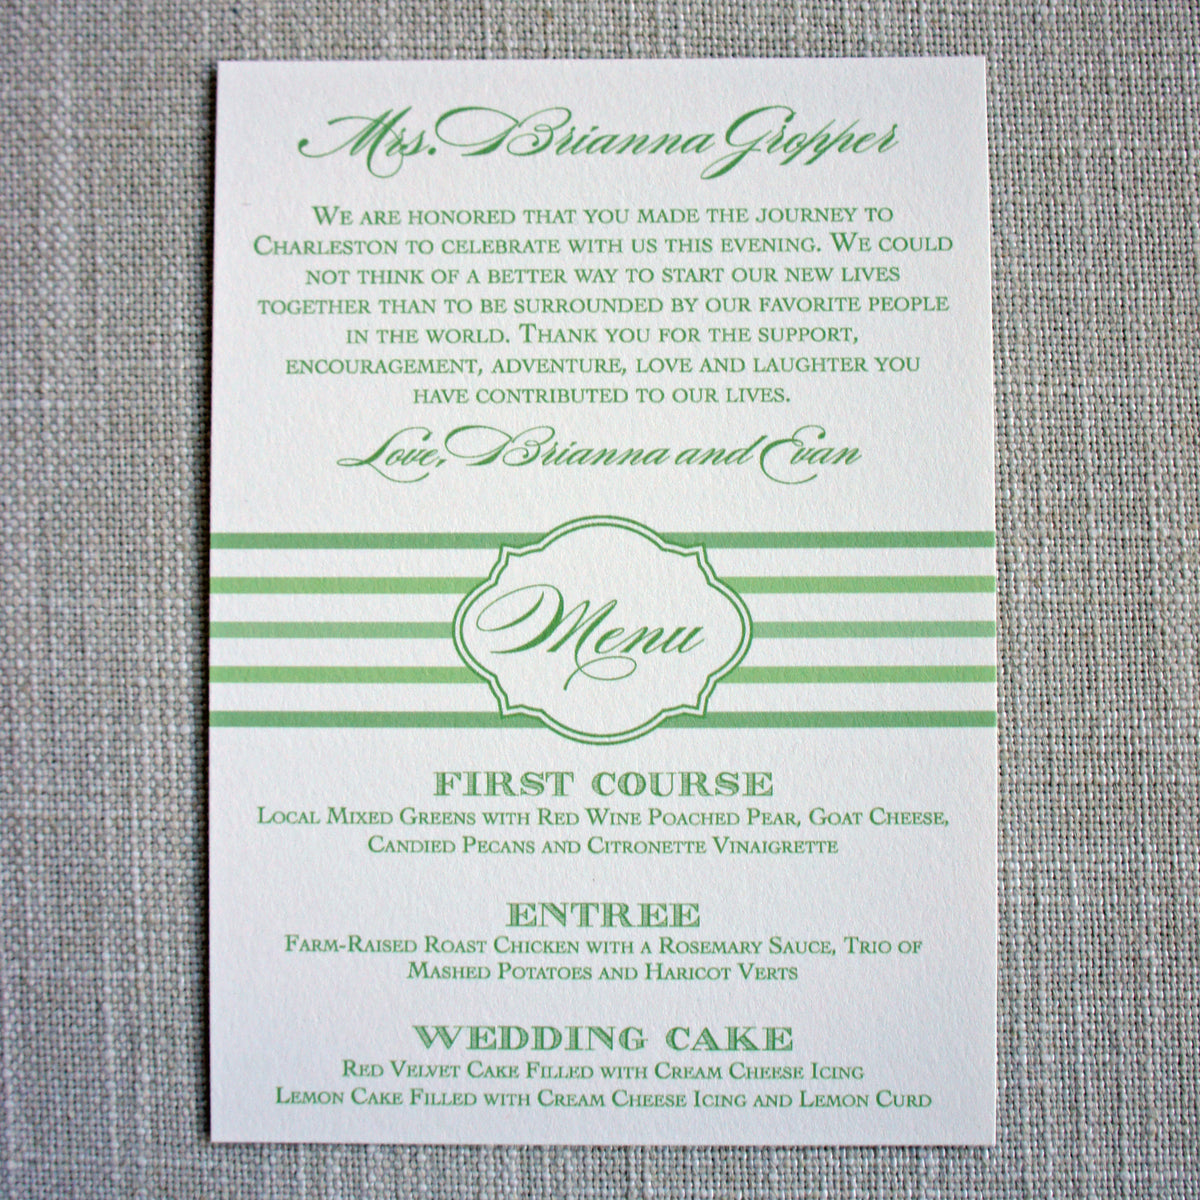 Mrs. Brianna Gropper
We are honored that you made the journey to
Charleston to celebrate with us this evening. We could
not think of a better way to start our new lives
together than to be surrounded by our favorite people
in the world. Thank you for the support,
encouragement, adventure, love and laughter you
have contributed to our lives.
Love, Brianna and Evan
Menu
FIRST COURSE
Local Mixed Greens with Red Wine Poached Pear, Goat Cheese,
Candied Pecans and Citronette Vinaigrette
ENTREE
Farm-Raised Roast Chicken with a Rosemary Sauce, Trio of
Mashed Potatoes and Haricot Verts
WEDDING CAKE
Red Velvet Cake Filled with Cream Cheese Icing
Lemon Cake Filled with Cream Cheese Icing and Lemon Curd